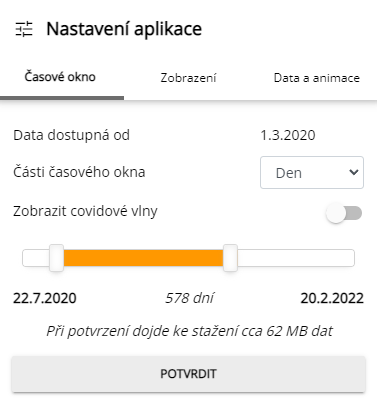 Nastavení aplikace
Časové okno Zobrazení Data a animace
Data dostupná od 1.3.2020
Části časového okna Den
Zobrazit covidové vlny
22.7.2020 578 dní 20.2.2022
Při potvrzení dojde ke stažení cca 62 MB dat
POTVRDIT